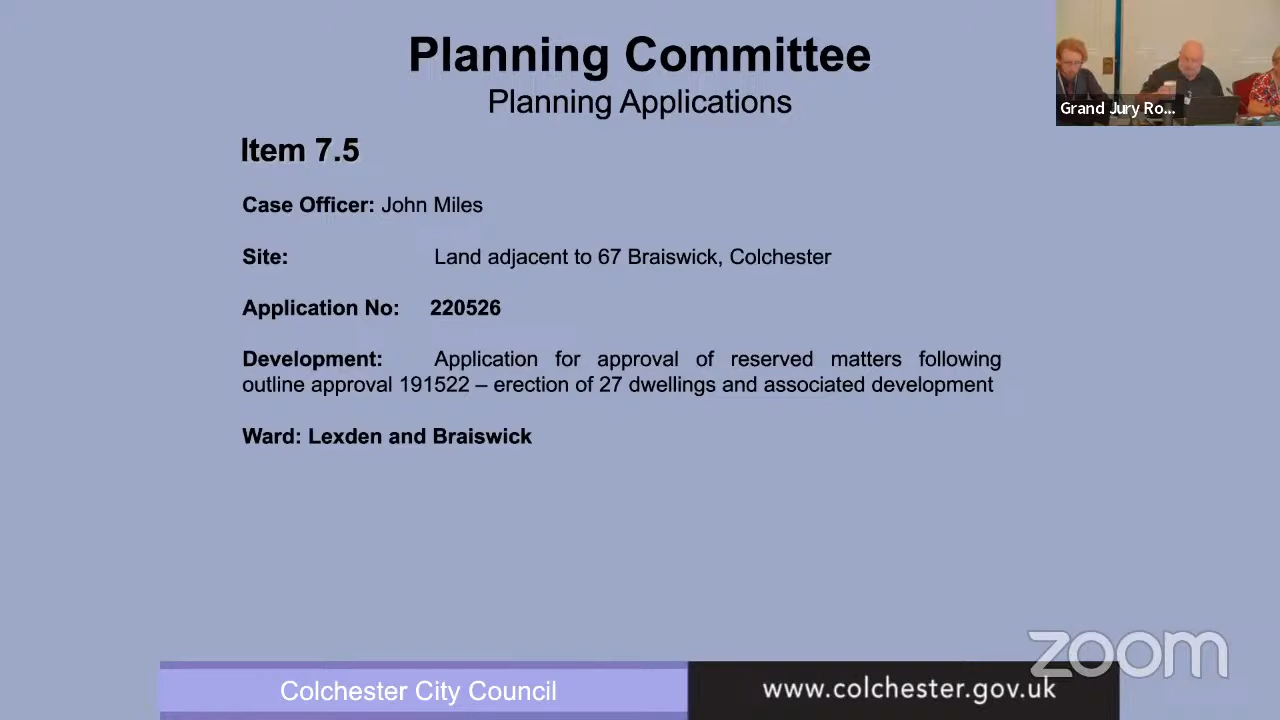 Planning Committee
Planning Applications
Grand Jury Ro...
Item 7.5
Case Officer: John Miles
Site: Land adjacent to 67 Braiswick, Colchester
Application No: 220526
Development: Application for approval of reserved matters following
outline approval 191522 – erection of 27 dwellings and associated development
Ward: Lexden and Braiswick
zoom
Colchester City Council
www.colchester.gov.uk